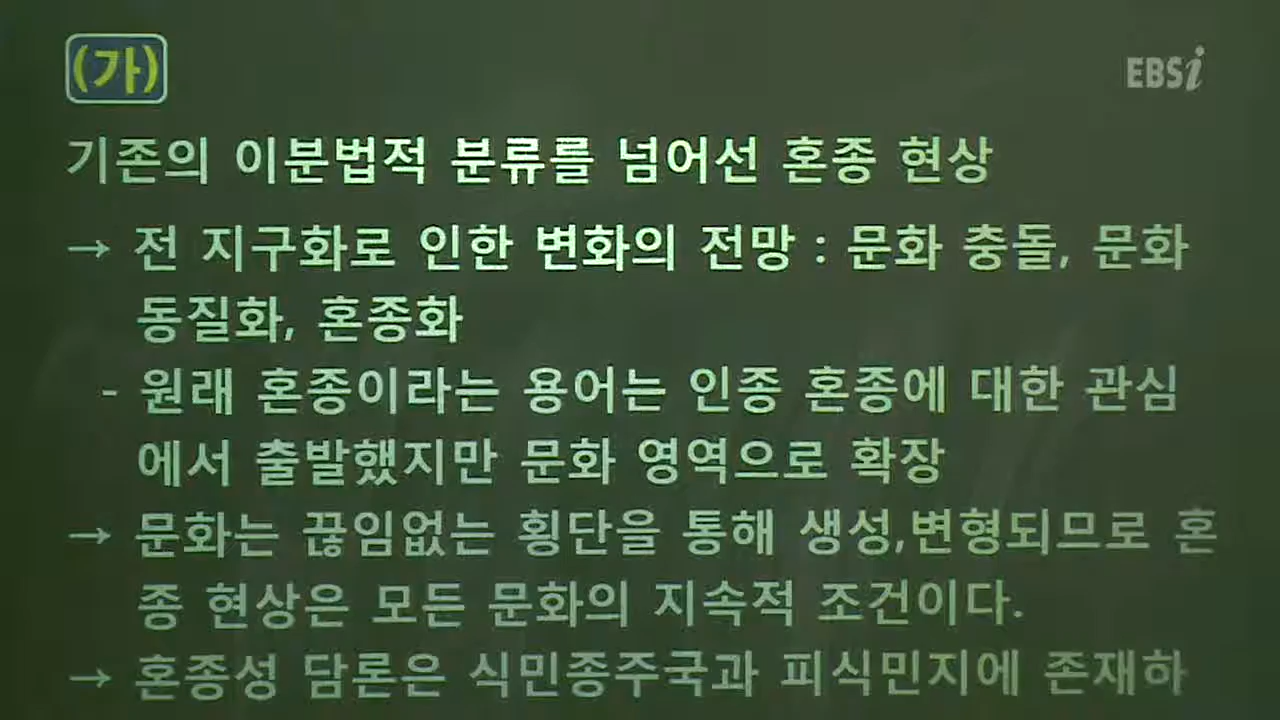 (가)
EBSi
기존의 이분법적 분류를 넘어선 혼종 현상
→ 전 지구화로 인한 변화의 전망 : 문화 충돌, 문화
동질화, 혼종화
- 원래 혼종이라는 용어는 인종 혼종에 대한 관심
에서 출발했지만 문화 영역으로 확장
→ 문화는 끊임없는 횡단을 통해 생성,변형되므로 혼
종 현상은 모든 문화의 지속적 조건이다.
→ 혼종성 담론은 식민종주국과 피식민지에 존재하